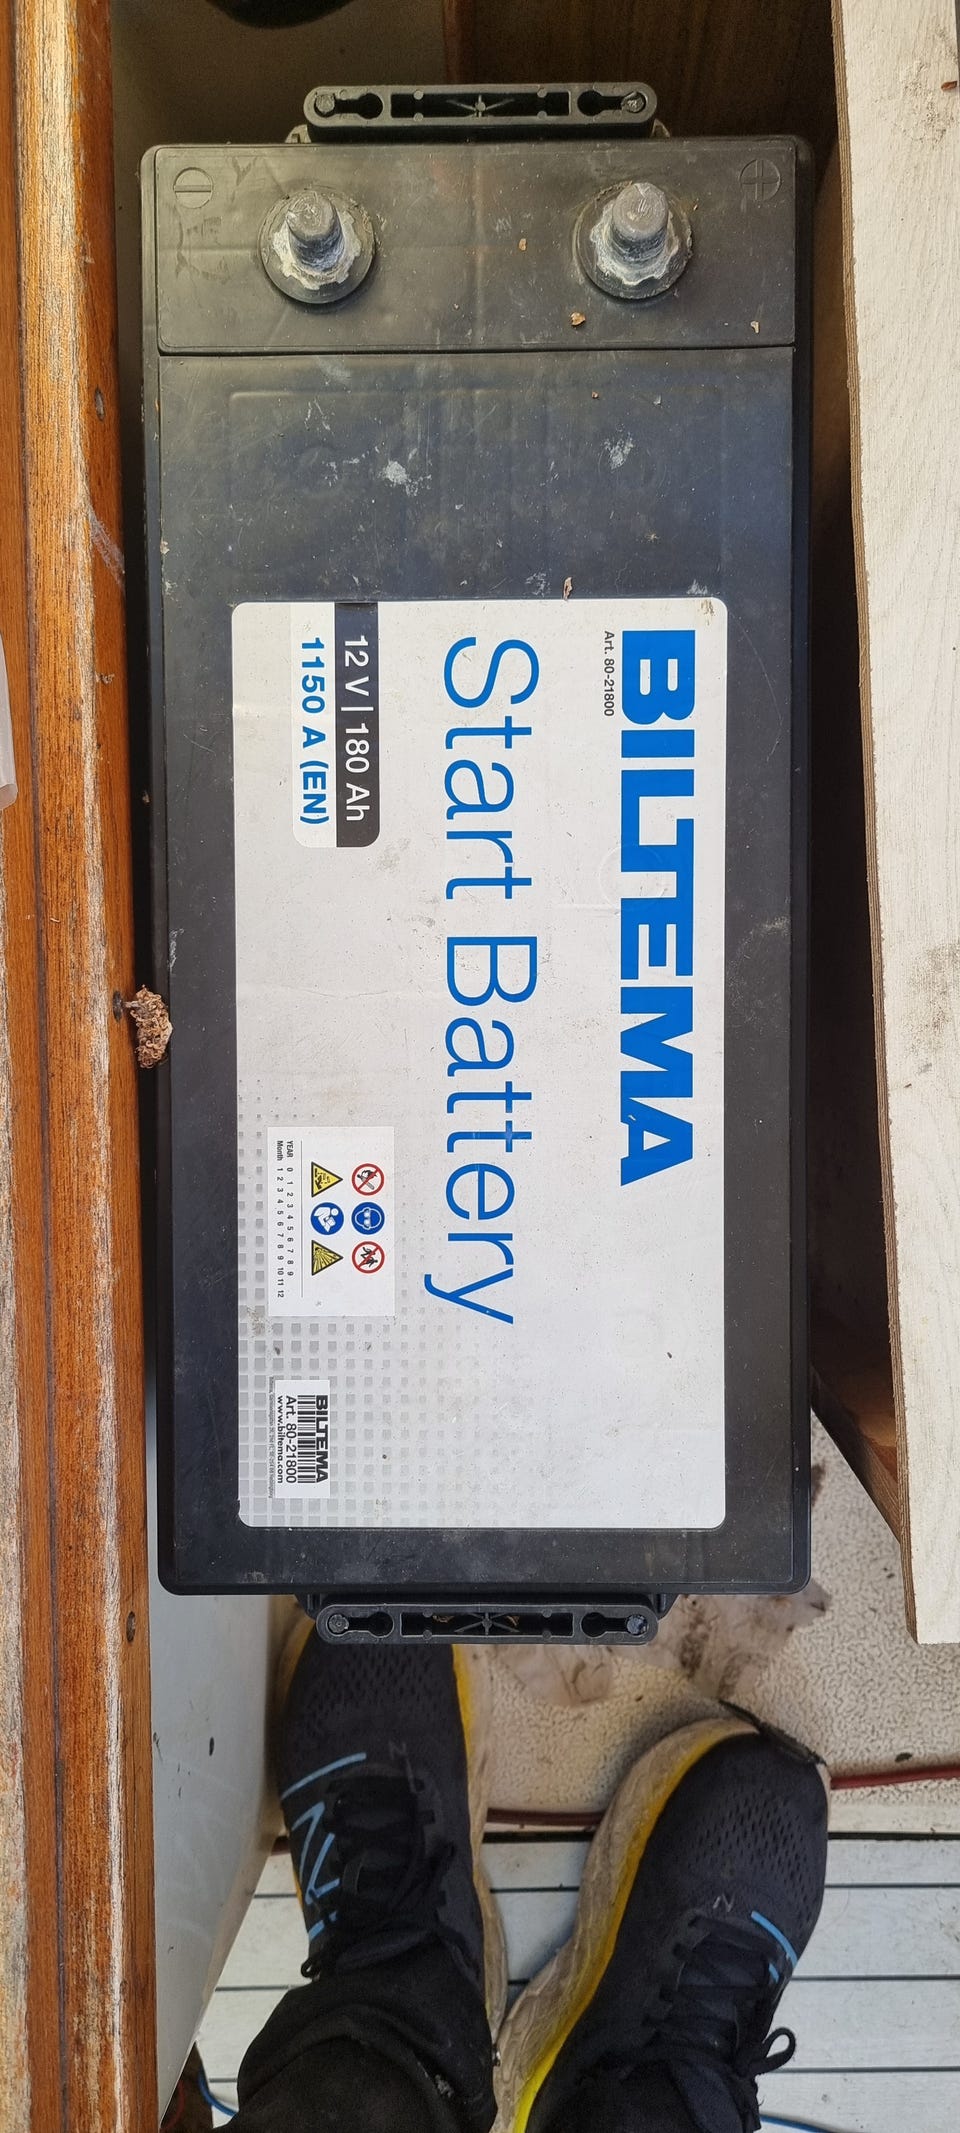 BILTEMA
Art. 80-21800
Start Battery
12 V | 180 Ah
1150 A (EN)
YEAR 0 1 2 3 4 5 6 7 8 9
Month 1 2 3 4 5 6 7 8 9 10 11 12
BILTEMA
Art. 80-21800
www.biltema.com